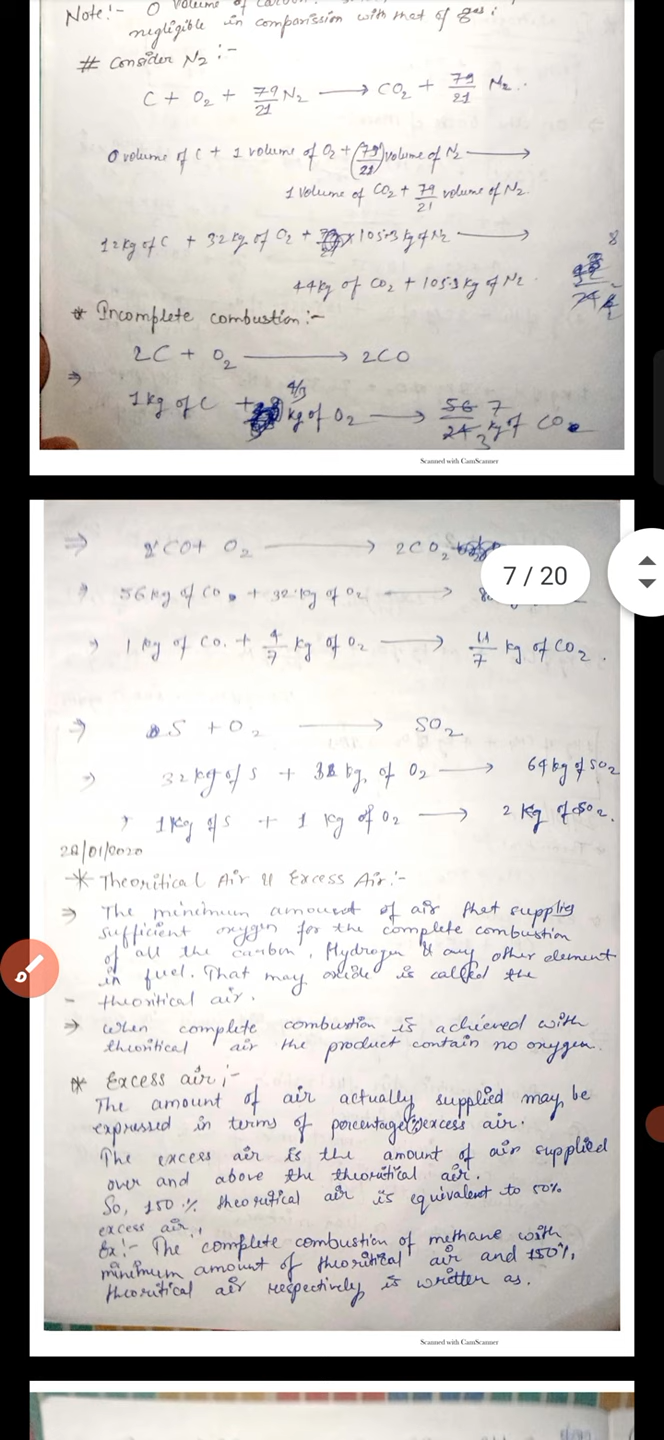 Note:- O volume of carbon
negligible in comparission with that of gas.
# Consider N2 :-
C + O2 + 79/21 N2 → CO2 + 79/21 N2.
0 volume of C + 1 volume of O2 + (79/21) volume of N2 →
1 volume of CO2 + 79/21 volume of N2.
12 kg of C + 32 kg. of O2 + 105.3 kg of N2 →
44 kg of CO2 + 105.3 kg of N2.
* Incomplete combustion :-
2C + O2 → 2CO
⇒
1 kg of C + 4/3 kg of O2 → 56/24 7/3 kg of CO
Scanned with CamScanner
⇒ 2CO + O2 → 2CO2
56 kg of CO + 32 kg of O2 →
7 / 20
1 kg of CO. + 4/7 kg of O2 → 11/7 kg of CO2.
⇒ S + O2 → SO2
32 kg of S + 32 kg, of O2 → 64 kg of SO2
1 kg of S + 1 kg of O2 → 2 kg of SO2.
28/01/2020
* Theoritical Air & Excess Air:-
⇒ The minimum amount of air that supplies
sufficient oxygen for the complete combustion
of all the carbon, Hydrogen & any other element
in fuel. That may oxide is called the
- theoritical air.
⇒ When complete combustion is achieved with
theoritical air the product contain no oxygen.
* Excess air ;-
The amount of air actually supplied may be
expressed in terms of percentage(%) excess air.
The excess air is the amount of air supplied
over and above the theoratical air.
So, 150 % theoritical air is equivalent to 50%
excess air.
Ex:- The complete combustion of methane with
minimum amount of theoritical air and 150%
theoritical air respectively is written as.
Scanned with CamScanner